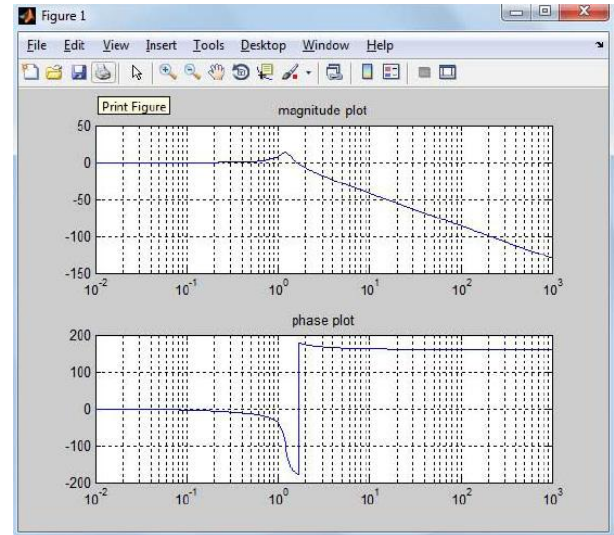 Figure 1
File Edit View Insert Tools Desktop Window Help
Print Figure
magnitude plot
50
0
-50
-100
-150
10^-2 10^-1 10^0 10^1 10^2 10^3
phase plot
200
100
0
-100
-200
10^-2 10^-1 10^0 10^1 10^2 10^3